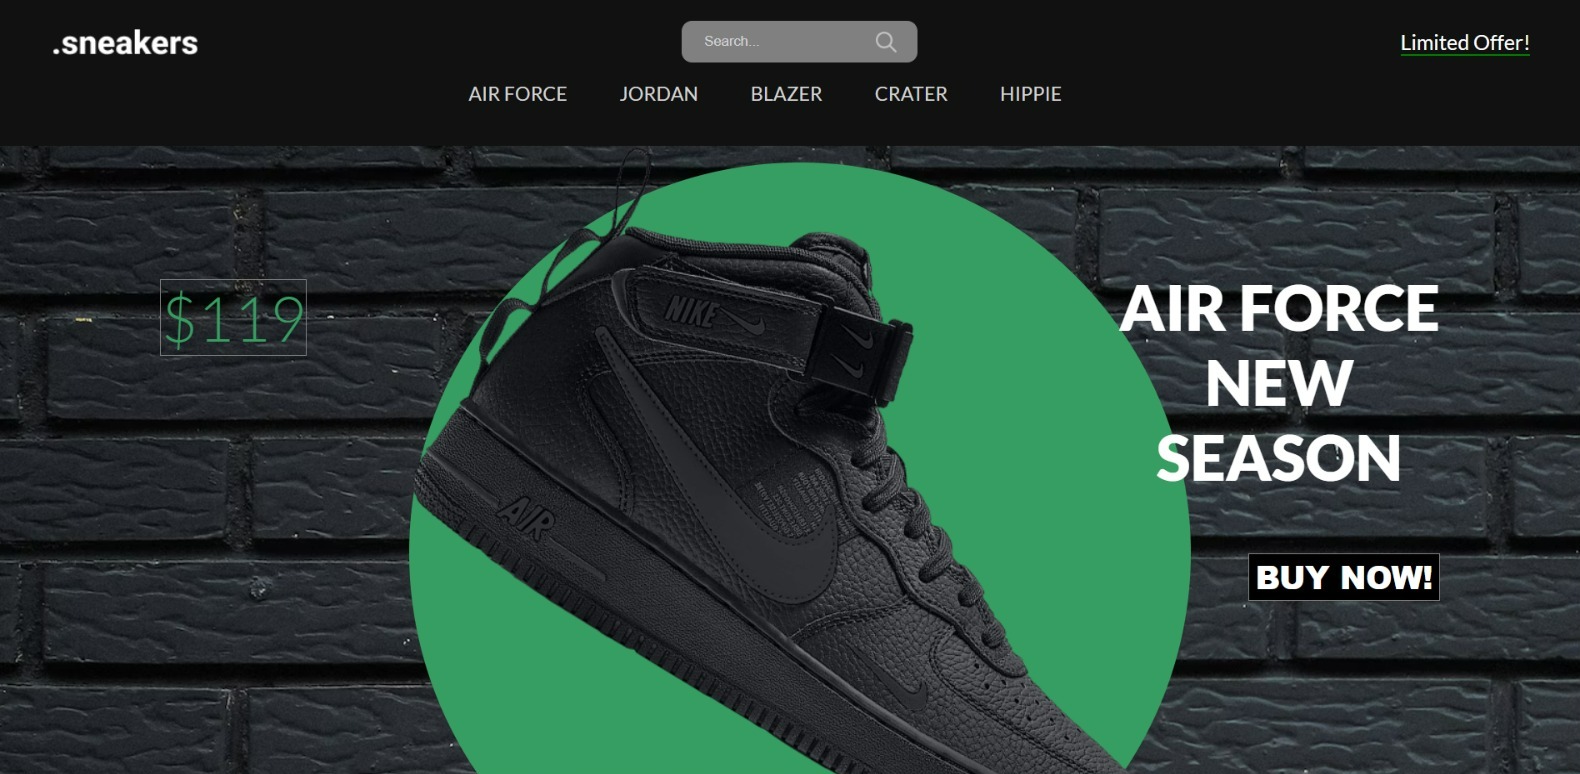 .sneakers
Search...
Limited Offer!
AIR FORCE
JORDAN
BLAZER
CRATER
HIPPIE
$119
NIKE
AIR
AIR FORCE
NEW
SEASON
BUY NOW!